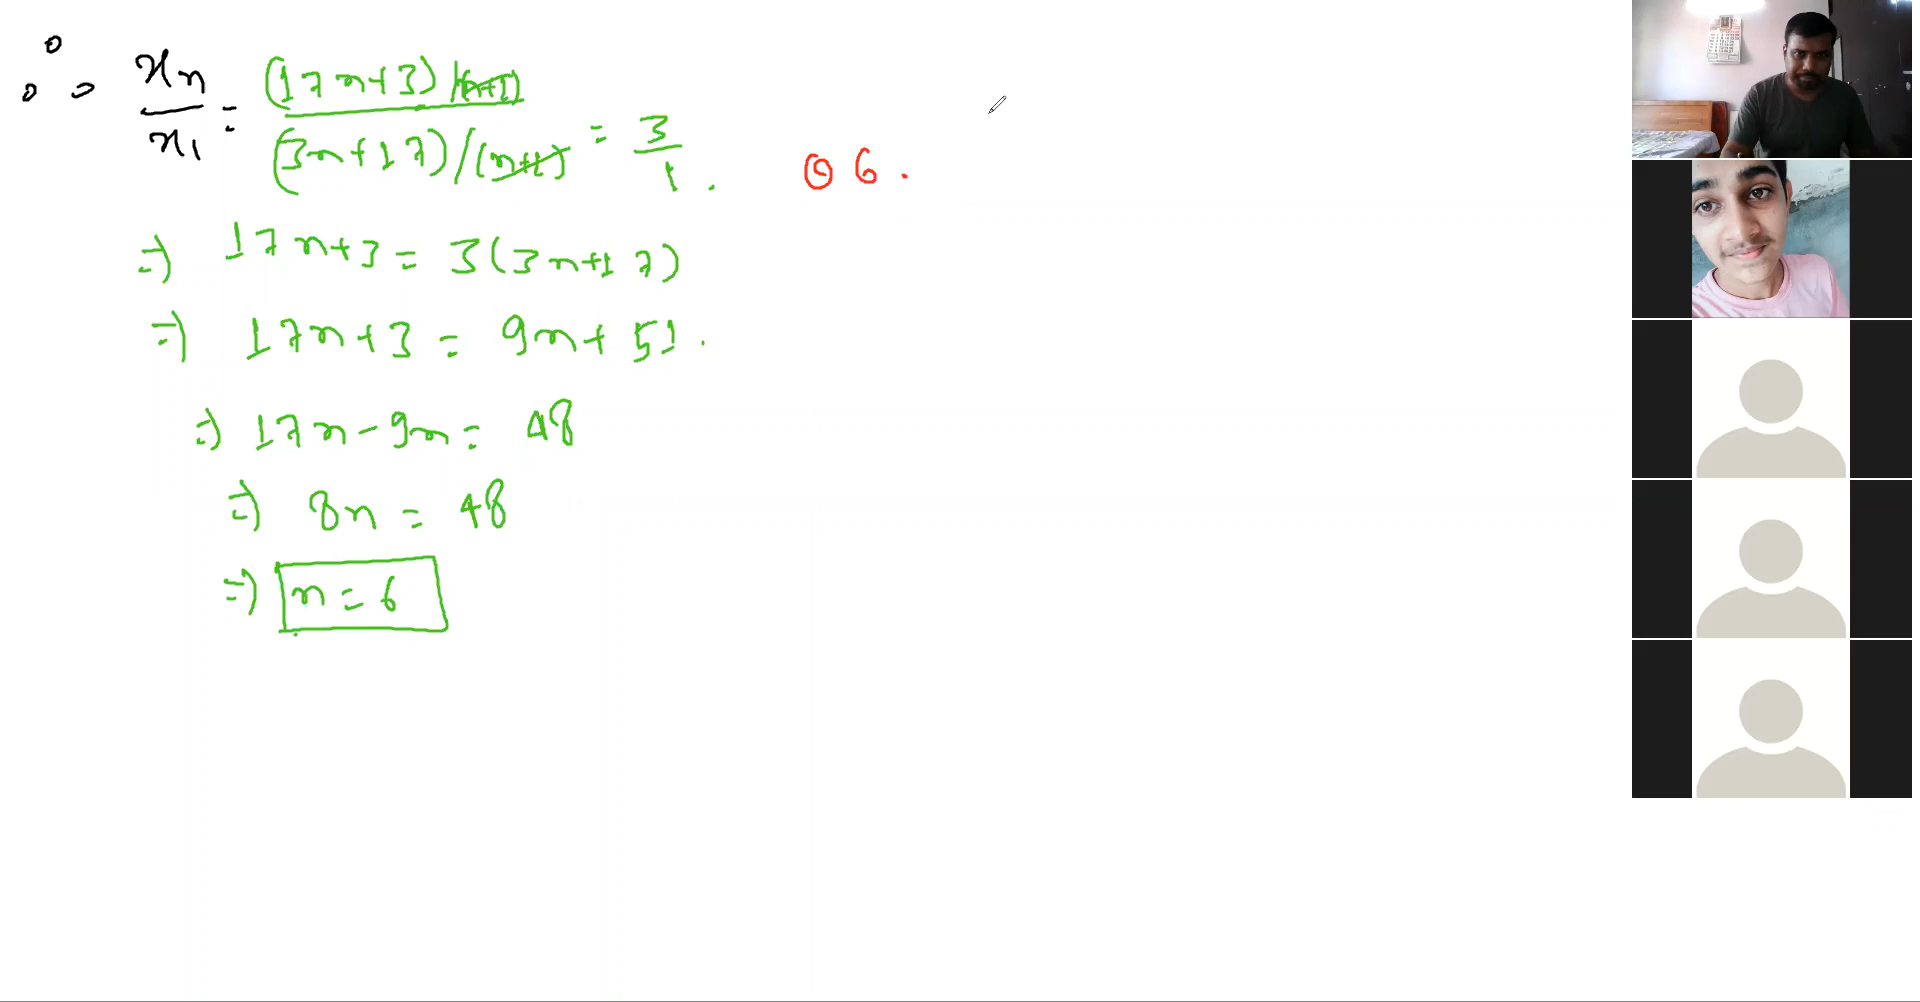 ∴ xn/x1 = (17n+3)/(n+1) / (3n+17)/(n+1) = 3/1.
⊙ 6.
⇒ 17n+3 = 3(3n+17)
⇒ 17n+3 = 9n+51.
⇒ 17n-9n = 48
⇒ 8n = 48
⇒ n = 6